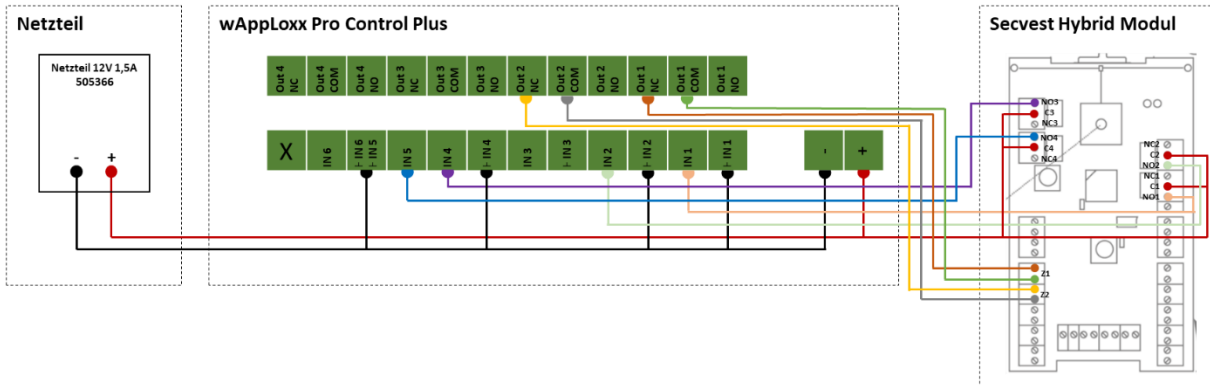 Netzteil
wAppLoxx Pro Control Plus
Secvest Hybrid Modul
Netzteil 12V 1,5A
505366
-
+
Out 4
NC
Out 4
COM
Out 4
NO
Out 3
NC
Out 3
COM
Out 3
NO
Out 2
NC
Out 2
COM
Out 2
NO
Out 1
NC
Out 1
COM
Out 1
NO
X
IN 6
⊢ IN 6
⊢ IN 5
IN 5
IN 4
⊢ IN 4
IN 3
⊢ IN 3
IN 2
⊢ IN 2
IN 1
⊢ IN 1
-
+
NO3
C3
NC3
NO4
C4
NC4
NC2
C2
NO2
NC1
C1
NO1
Z1
Z2